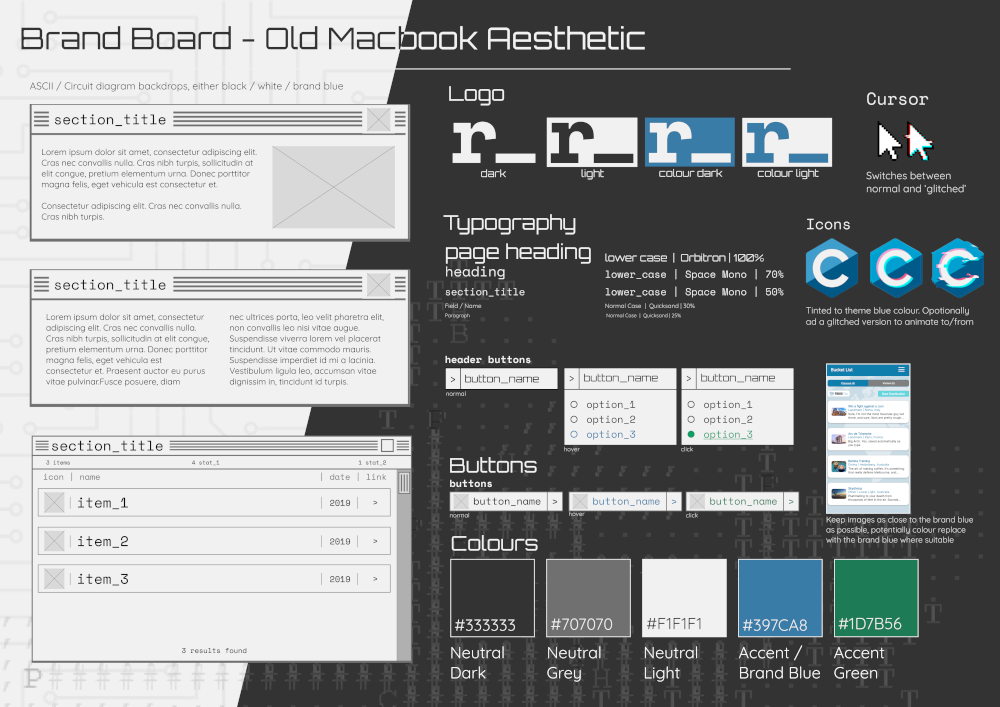 Brand Board - Old Macbook Aesthetic
ASCII / Circuit diagram backdrops, either black / white / brand blue
section_title
Lorem ipsum dolor sit amet, consectetur adipiscing elit.
Cras nec convallis nulla. Cras nibh turpis, sollicitudin at
elit congue, pretium elementum urna. Donec porttitor
magna felis, eget vehicula est consectetur et.
Consectetur adipiscing elit. Cras nec convallis nulla.
Cras nibh turpis.
section_title
Lorem ipsum dolor sit amet, consectetur
adipiscing elit. Cras nec convallis nulla.
Cras nibh turpis, sollicitudin at elit congue,
pretium elementum urna. Donec porttitor
magna felis, eget vehicula est
consectetur et. Praesent auctor eu purus
vitae pulvinar.Fusce posuere, diam
nec ultrices porta, leo velit pharetra elit,
non convallis leo nisi vitae augue.
Suspendisse viverra lorem vel placerat
tincidunt. Ut vitae commodo mauris.
Suspendisse imperdiet id mi a lacinia.
Vestibulum ligula leo, accumsan vitae
dignissim in, tincidunt id turpis.
section_title
3 items 4 stat_1 1 stat_2
icon | name | date | link
item_1 | 2019 | >
item_2 | 2019 | >
item_3 | 2019 | >
3 results found
Logo
r_ r_ r_ r_
dark light colour dark colour light
Cursor
Switches between
normal and 'glitched'
Typography
page heading
heading
section_title
Field / Name
Paragraph
lower case | Orbitron | 100%
lower_case | Space Mono | 70%
lower_case | Space Mono | 50%
Normal Case | Quicksand | 30%
Normal Case | Quicksand | 25%
Icons
C C C
Tinted to theme blue colour. Opotionally
ad a glitched version to animate to/from
header buttons
> button_name
normal
> button_name
option_1
option_2
option_3
hover
> button_name
option_1
option_2
option_3
click
Buttons
buttons
button_name >
normal
button_name >
hover
button_name >
click
Bucket List
Keep images as close to the brand blue
as possible, potentially colour replace
with the brand blue where suitable
Colours
#333333
#707070
#F1F1F1
#397CA8
#1D7B56
Neutral
Dark
Neutral
Grey
Neutral
Light
Accent /
Brand Blue
Accent
Green